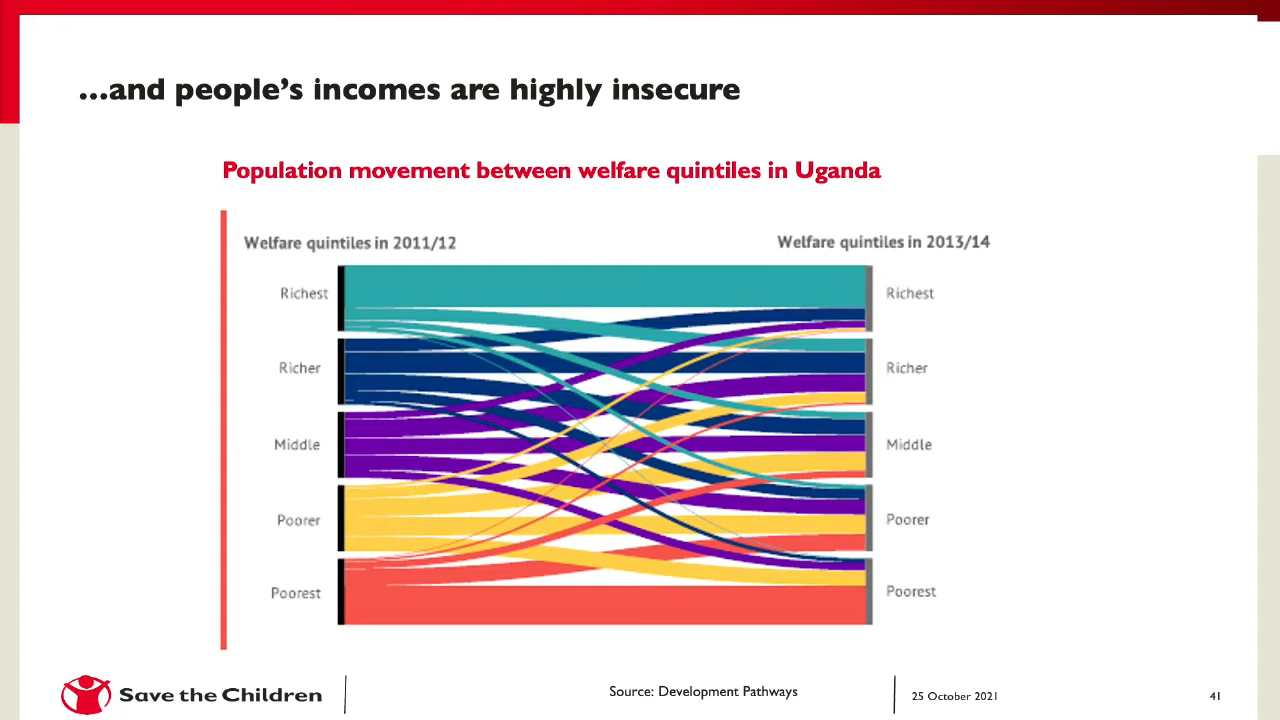 …and people’s incomes are highly insecure
Population movement between welfare quintiles in Uganda
Welfare quintiles in 2011/12
Welfare quintiles in 2013/14
Richest
Richest
Richer
Richer
Middle
Middle
Poorer
Poorer
Poorest
Poorest
Save the Children
Source: Development Pathways
25 October 2021
41